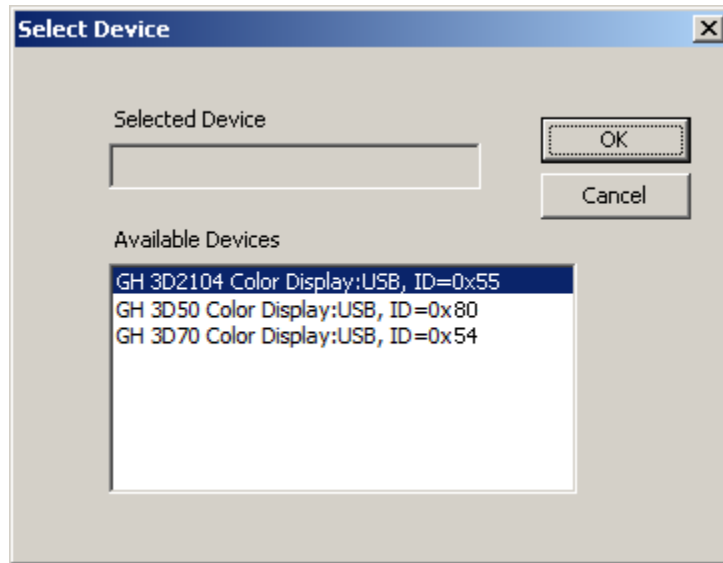 Select Device
Selected Device
OK
Cancel
Available Devices
GH 3D2104 Color Display:USB, ID=0x55
GH 3D50 Color Display:USB, ID=0x80
GH 3D70 Color Display:USB, ID=0x54